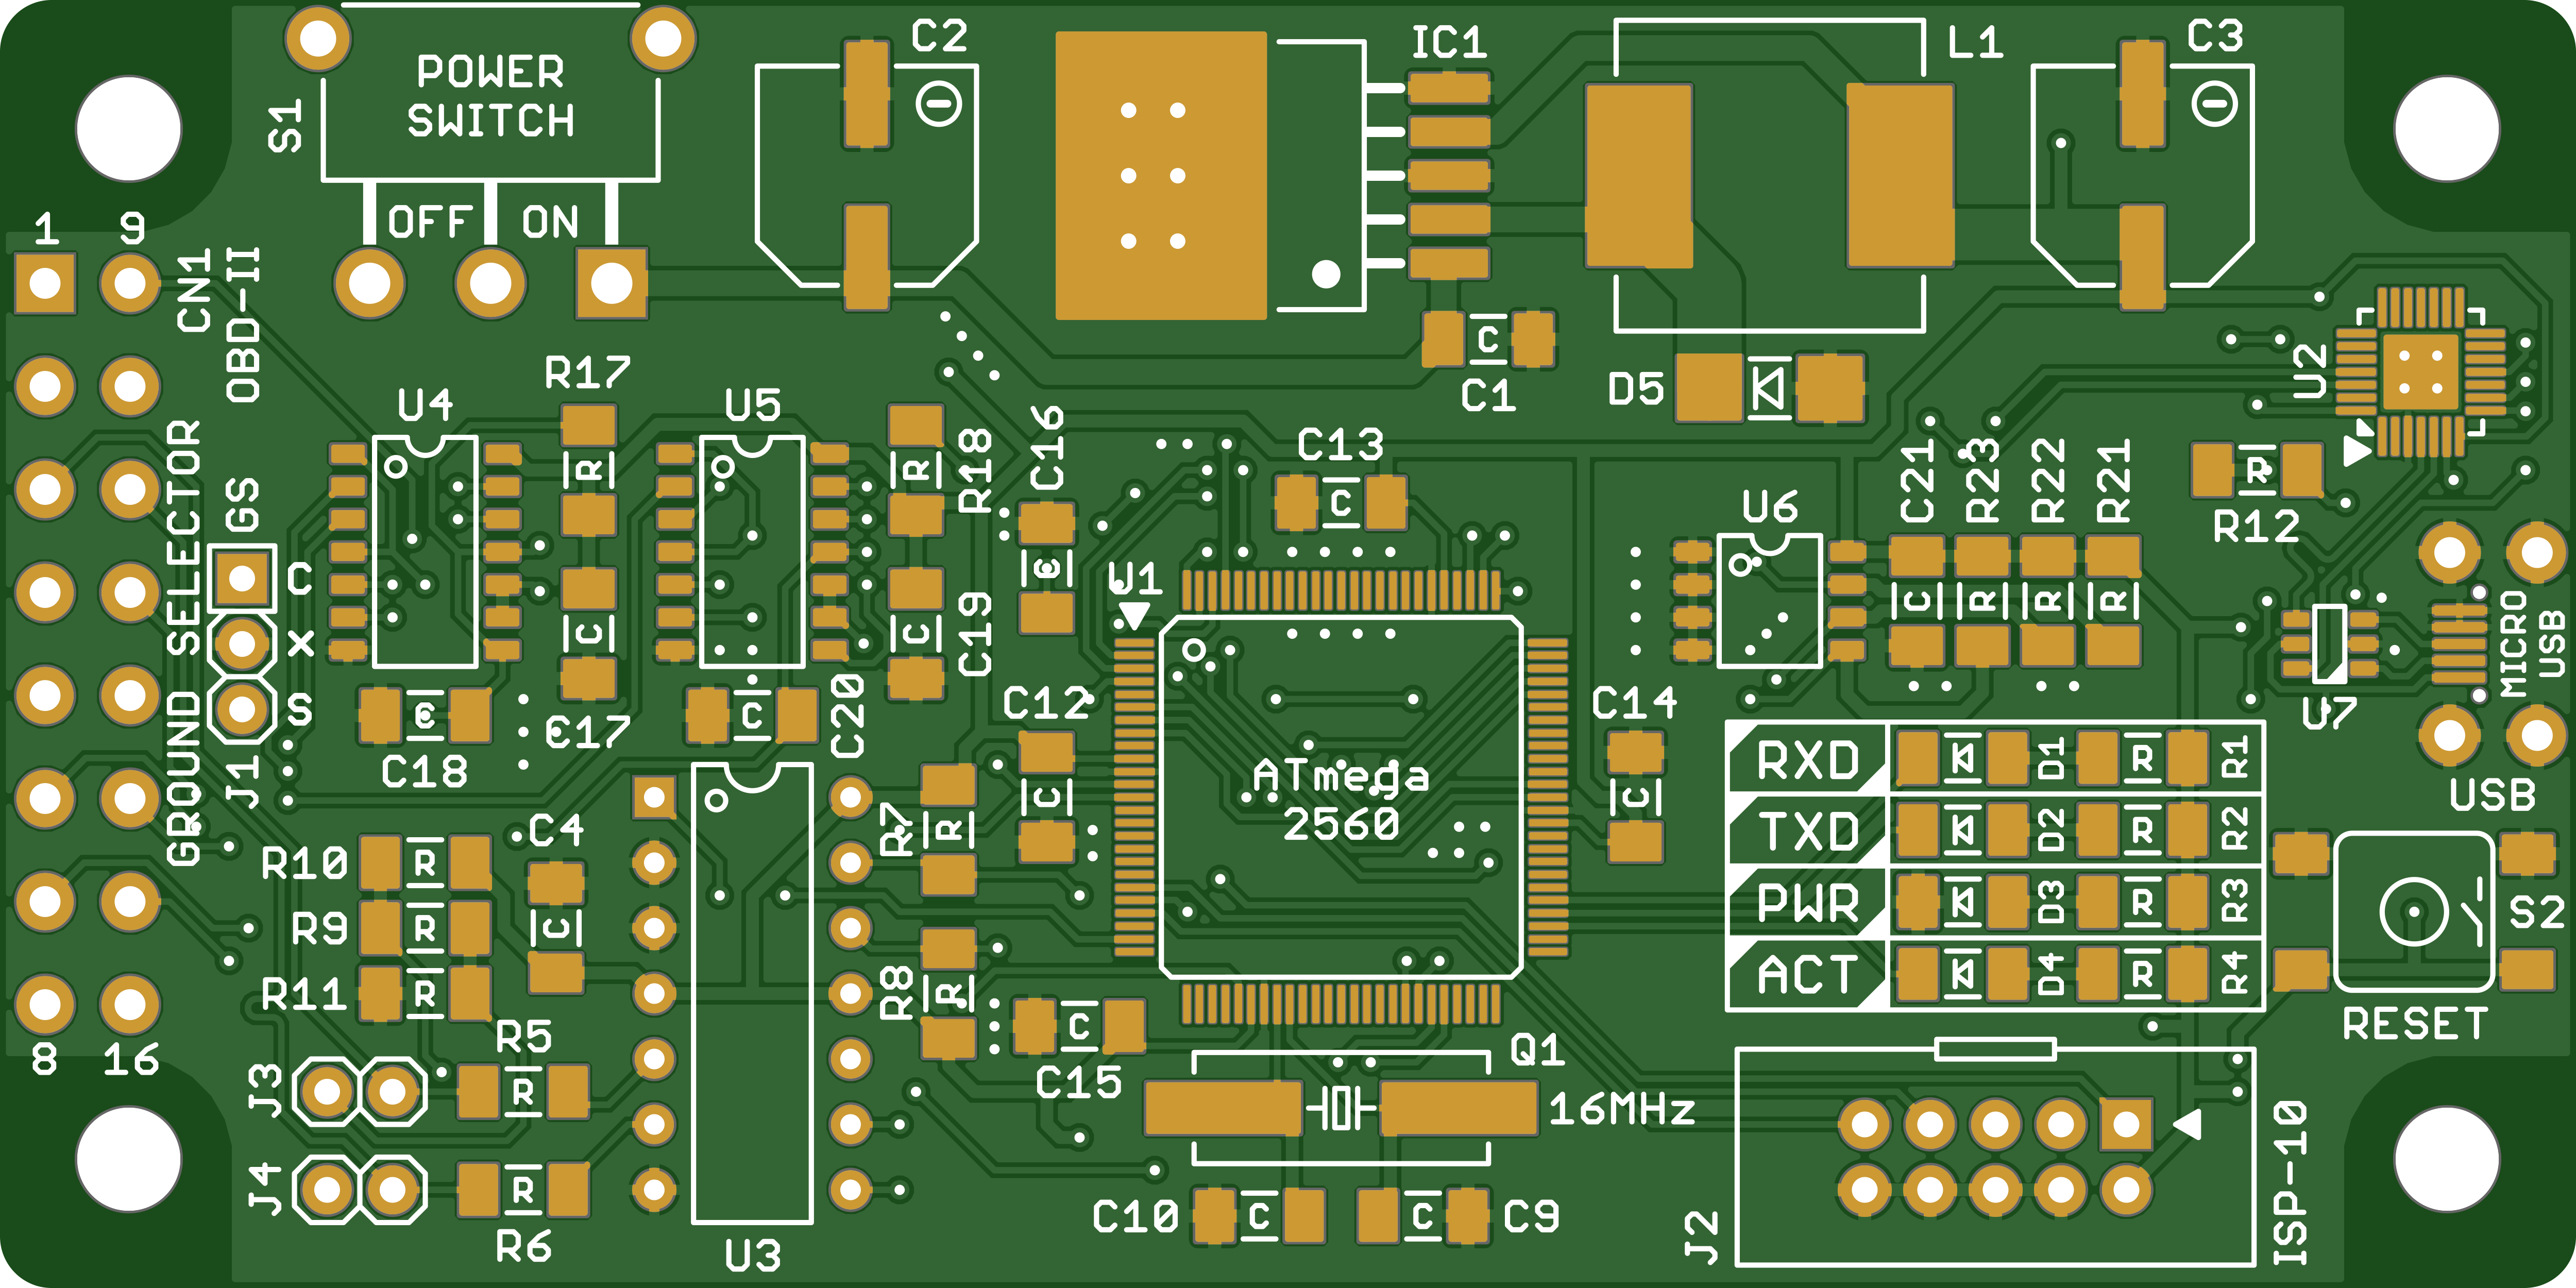 C2
IC1
L1
C3
POWER
SWITCH
S1
OFF
ON
1
9
CN1
OBD-II
C
C1
D5
U2
R17
U4
U5
R
R
R18
C16
C13
C
C21
R23
R22
R21
R
R12
U6
GROUND SELECTOR
GS
C
X
S
J1
C
C
C19
C
U1
C
R
R
R
MICRO
USB
U7
C
C17
C18
C
C20
C12
C
C14
C
ATmega
2560
RXD
D1
R
R1
TXD
D2
R
R2
PWR
D3
R
R3
ACT
D4
R
R4
USB
S2
RESET
R7
R
C4
C
R10
R
R9
R
R11
R
R8
R
8
16
R5
J3
R
C
C15
Q1
16MHz
J4
R
R6
U3
C10
C
C
C9
J2
ISP-10